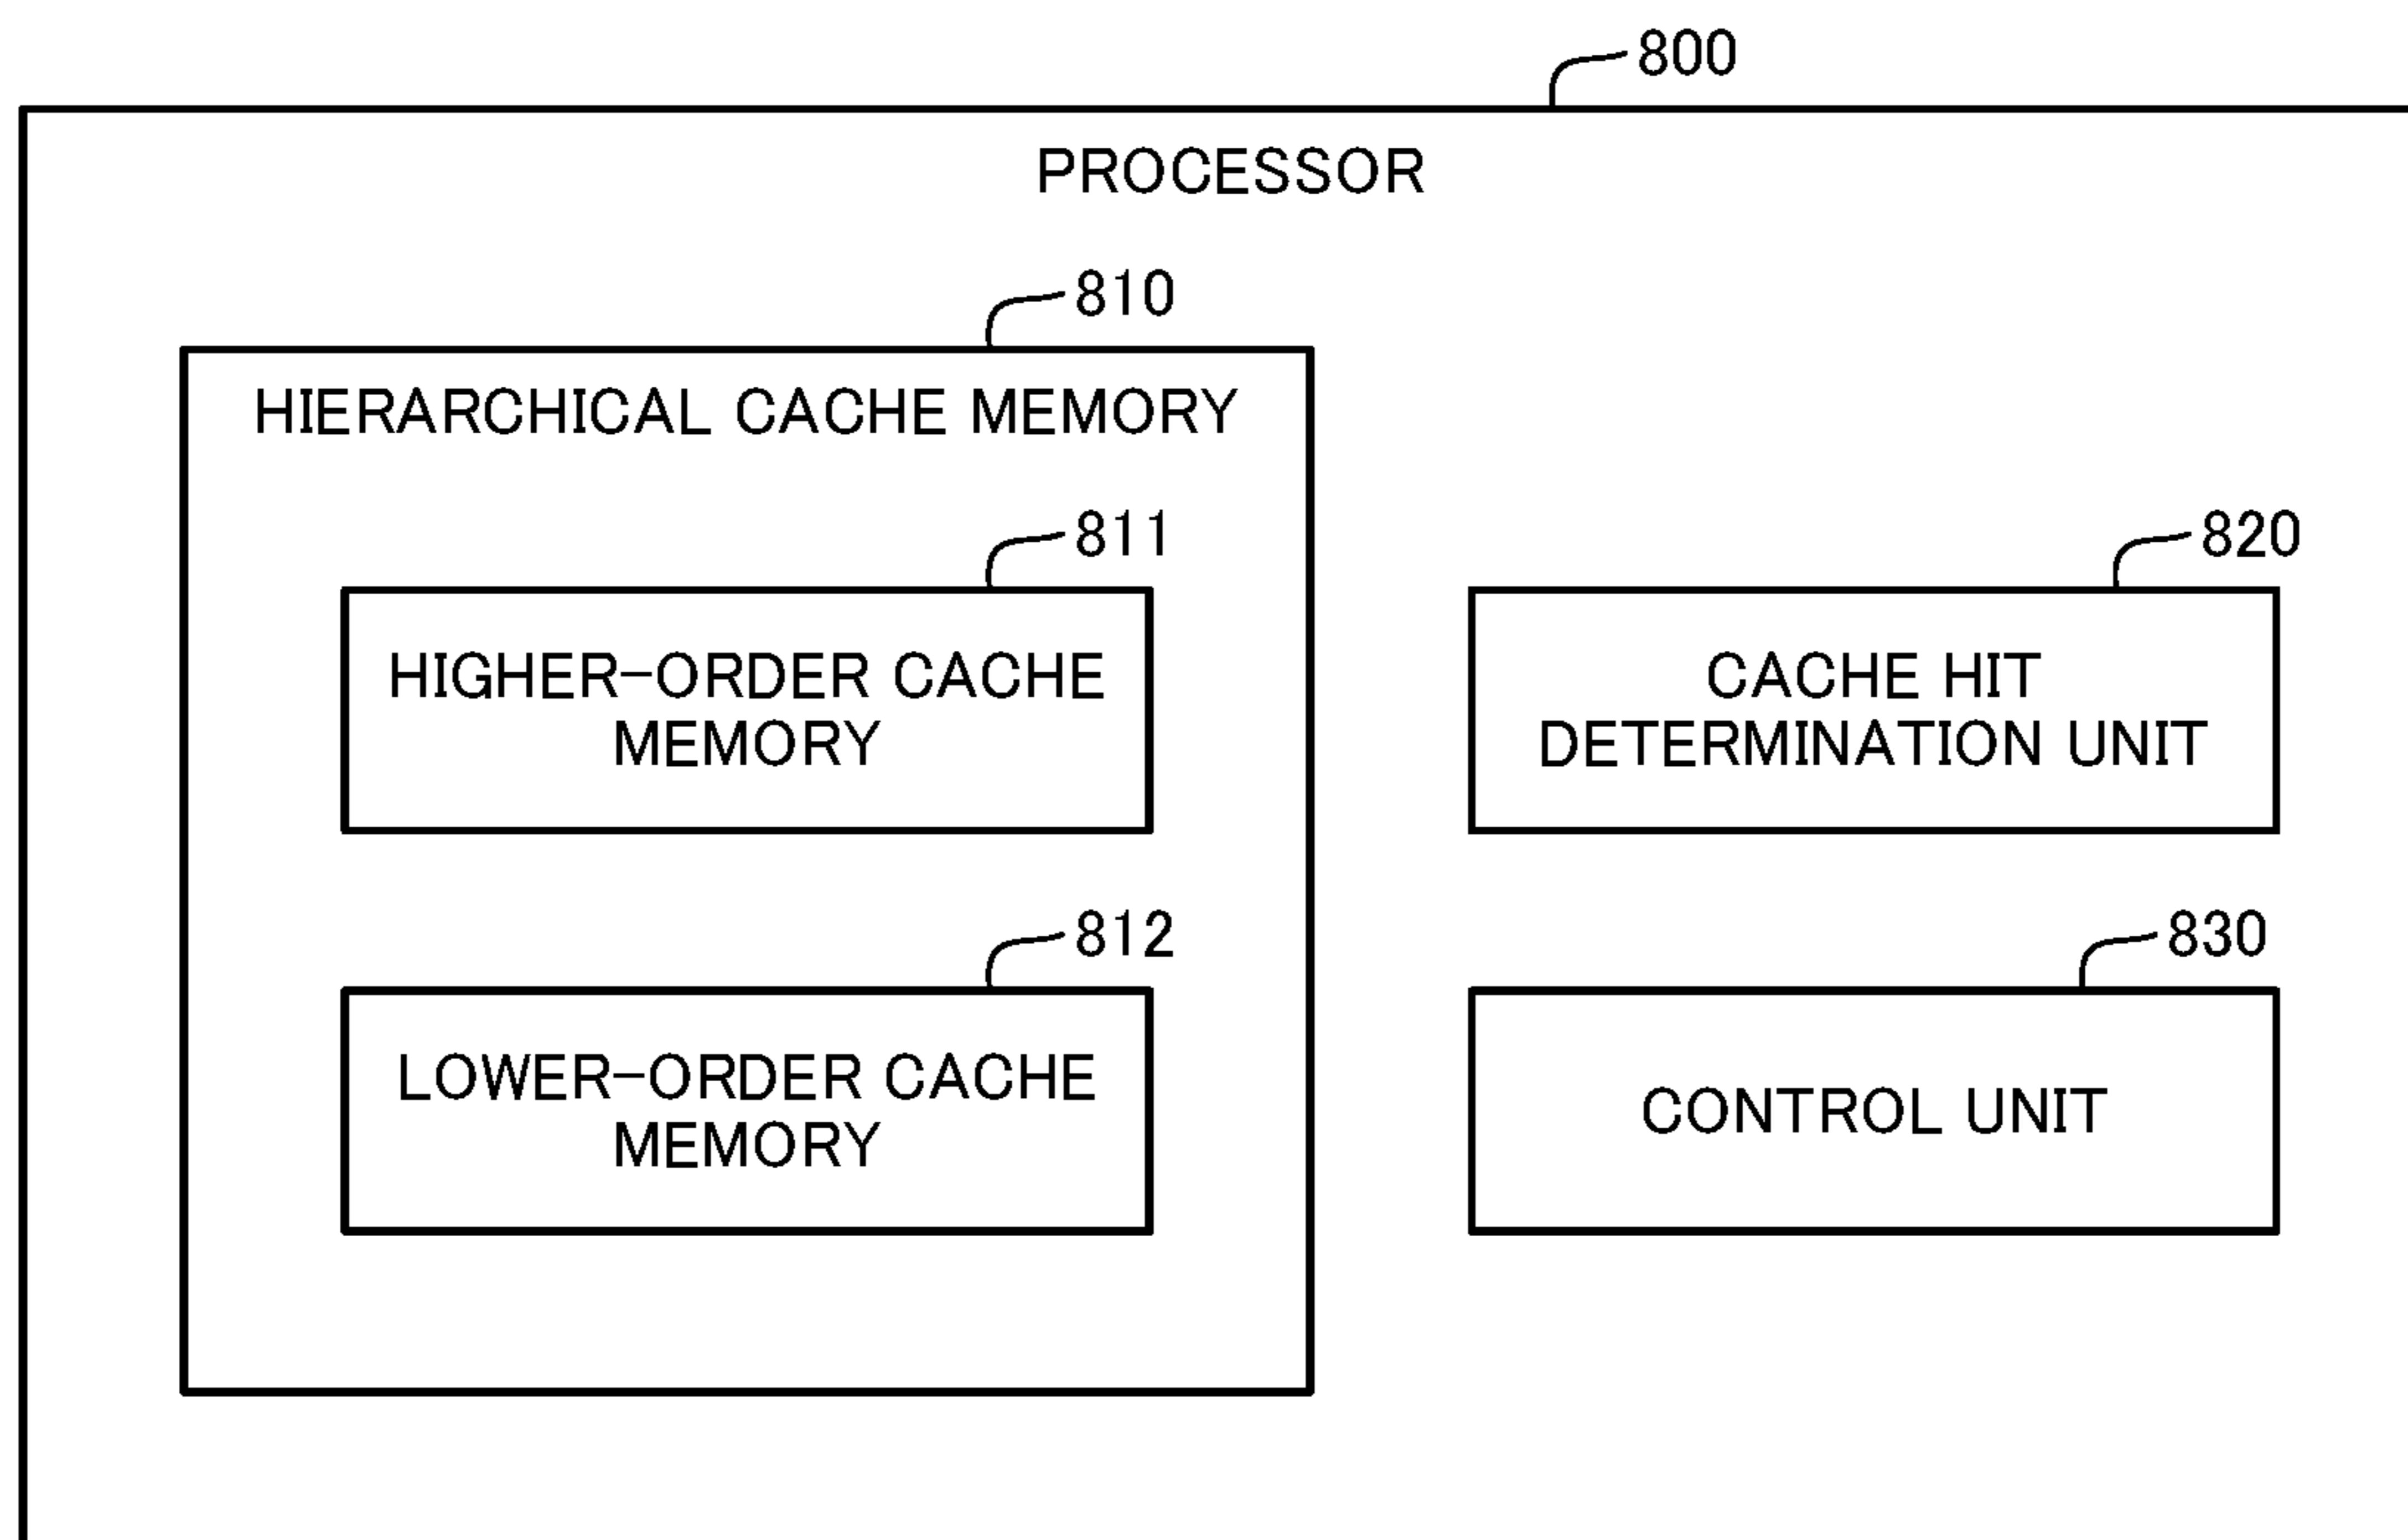 800
PROCESSOR
810
HIERARCHICAL CACHE MEMORY
811
HIGHER-ORDER CACHE
MEMORY
812
LOWER-ORDER CACHE
MEMORY
820
CACHE HIT
DETERMINATION UNIT
830
CONTROL UNIT